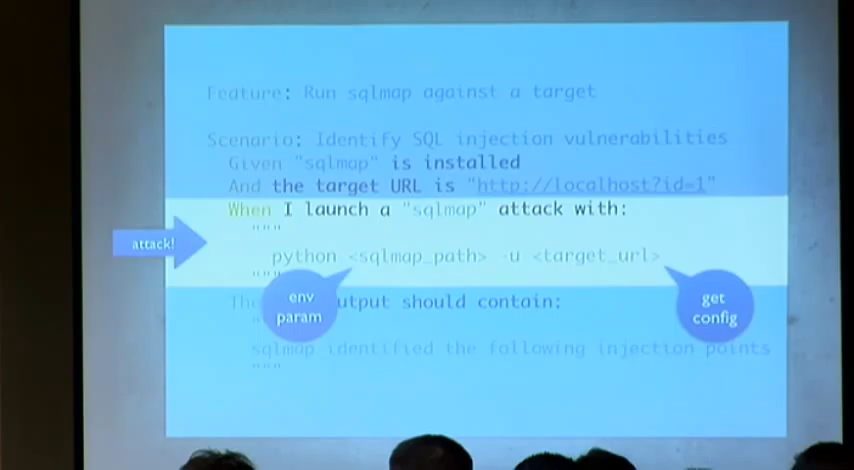 Feature: Run sqlmap against a target
Scenario: Identify SQL injection vulnerabilities
Given "sqlmap" is installed
And the target URL is "http://localhost?id=1"
When I launch a "sqlmap" attack with:
"""
attack!
python <sqlmap_path> -u <target_url>
"""
env
param
get
config
utput should contain:
sqlmap identified the following injection points
"""